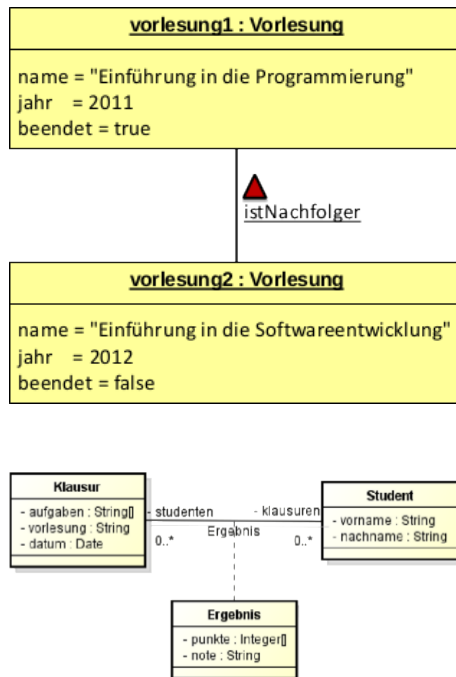 vorlesung1 : Vorlesung
name = "Einführung in die Programmierung"
jahr = 2011
beendet = true
istNachfolger
vorlesung2 : Vorlesung
name = "Einführung in die Softwareentwicklung"
jahr = 2012
beendet = false
Klausur
- aufgaben : String[]
- vorlesung : String
- datum : Date
- studenten
- klausuren
0..*
Ergebnis
0..*
Student
- vorname : String
- nachname : String
Ergebnis
- punkte : Integer[]
- note : String